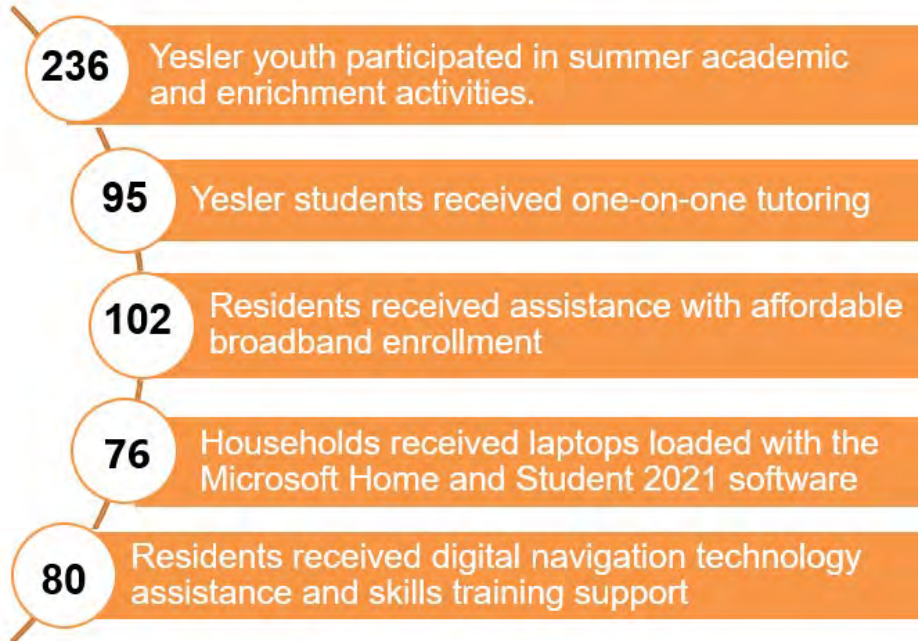 236
Yesler youth participated in summer academic
and enrichment activities.
95
Yesler students received one-on-one tutoring
102
Residents received assistance with affordable
broadband enrollment
76
Households received laptops loaded with the
Microsoft Home and Student 2021 software
80
Residents received digital navigation technology
assistance and skills training support